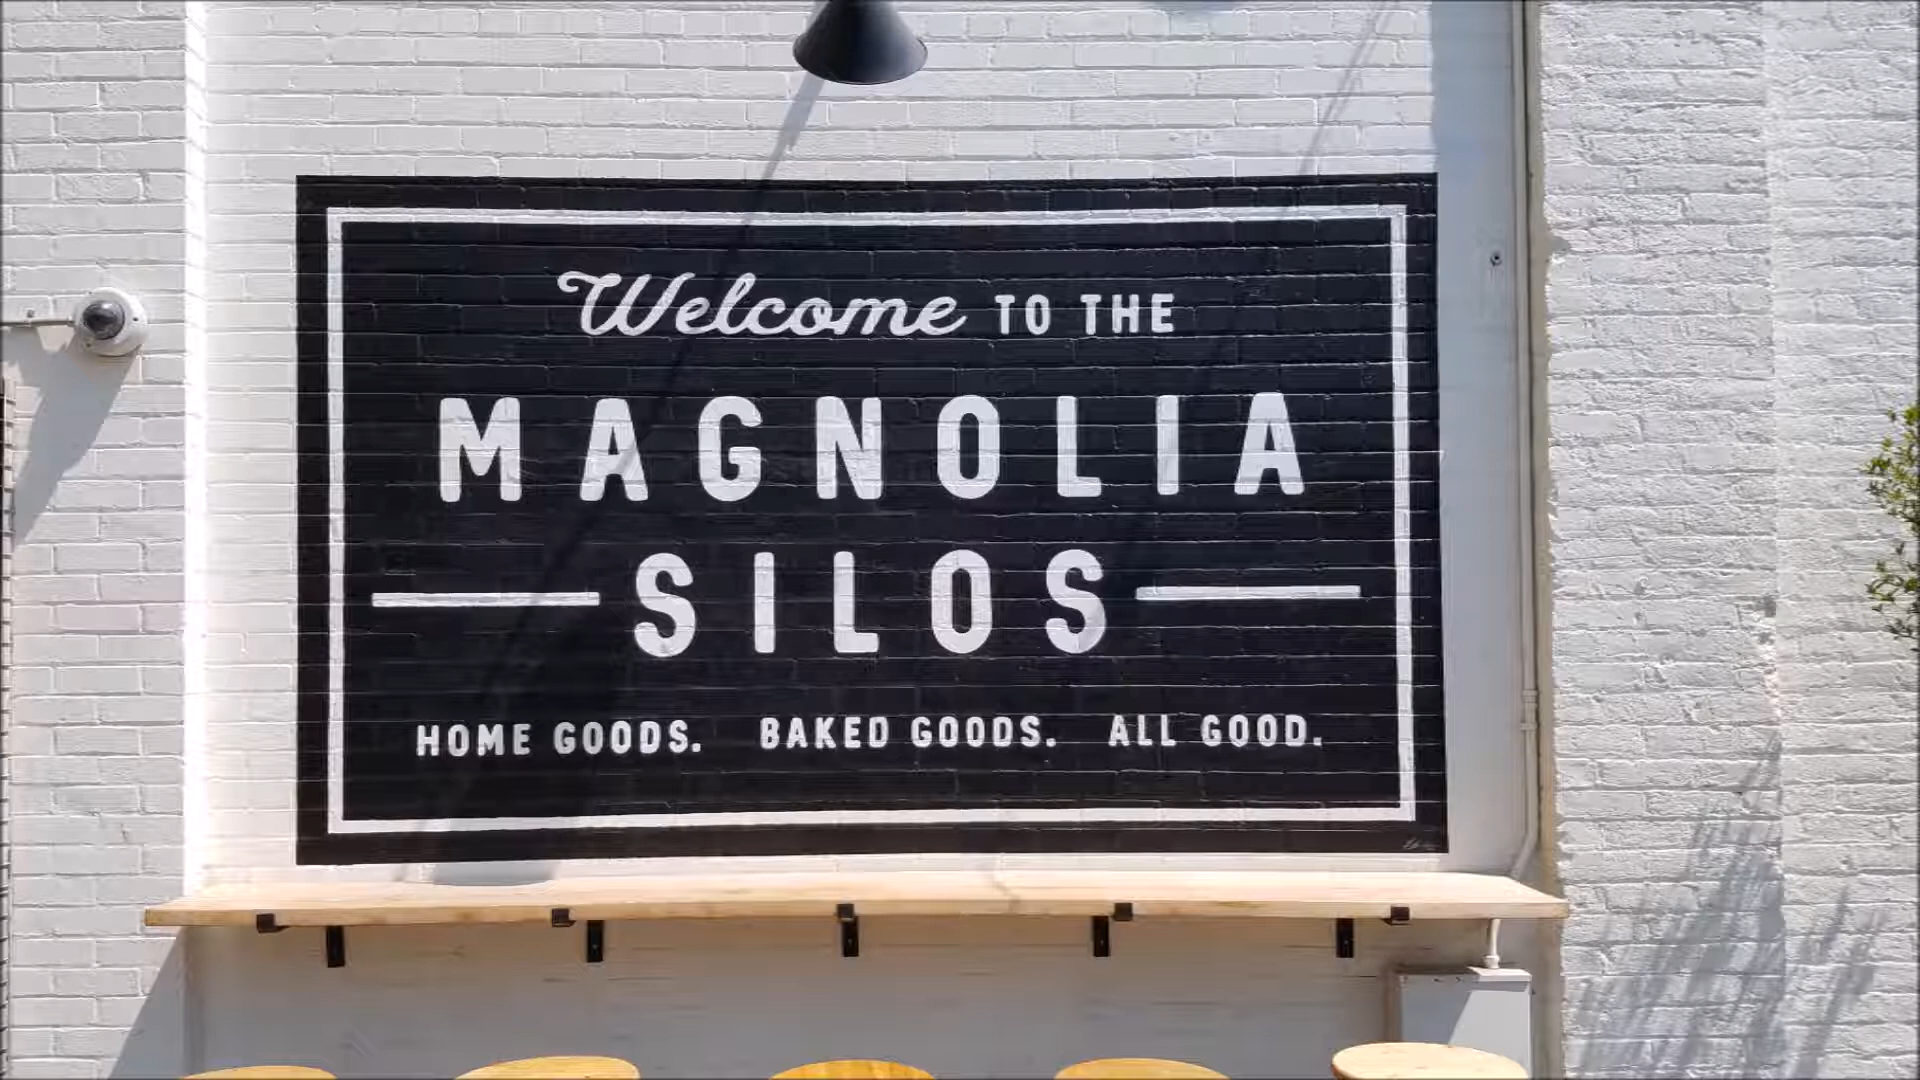 Welcome TO THE
MAGNOLIA
SILOS
HOME GOODS. BAKED GOODS. ALL GOOD.